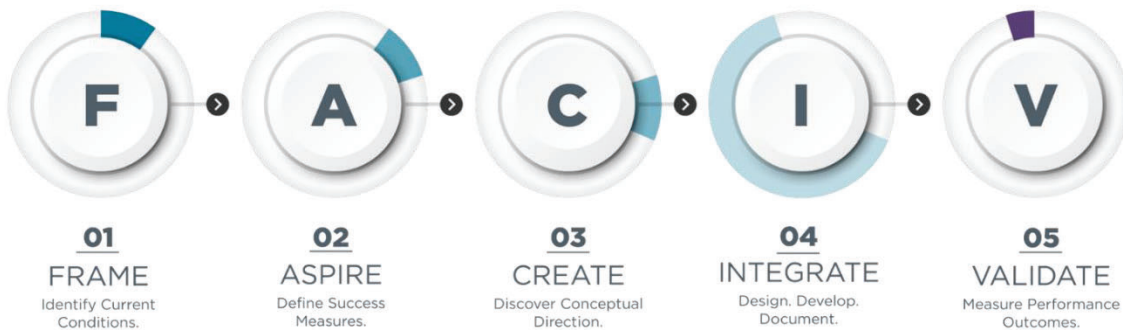 F
A
C
I
V
01
FRAME
Identify Current
Conditions.
02
ASPIRE
Define Success
Measures.
03
CREATE
Discover Conceptual
Direction.
04
INTEGRATE
Design. Develop.
Document.
05
VALIDATE
Measure Performance
Outcomes.